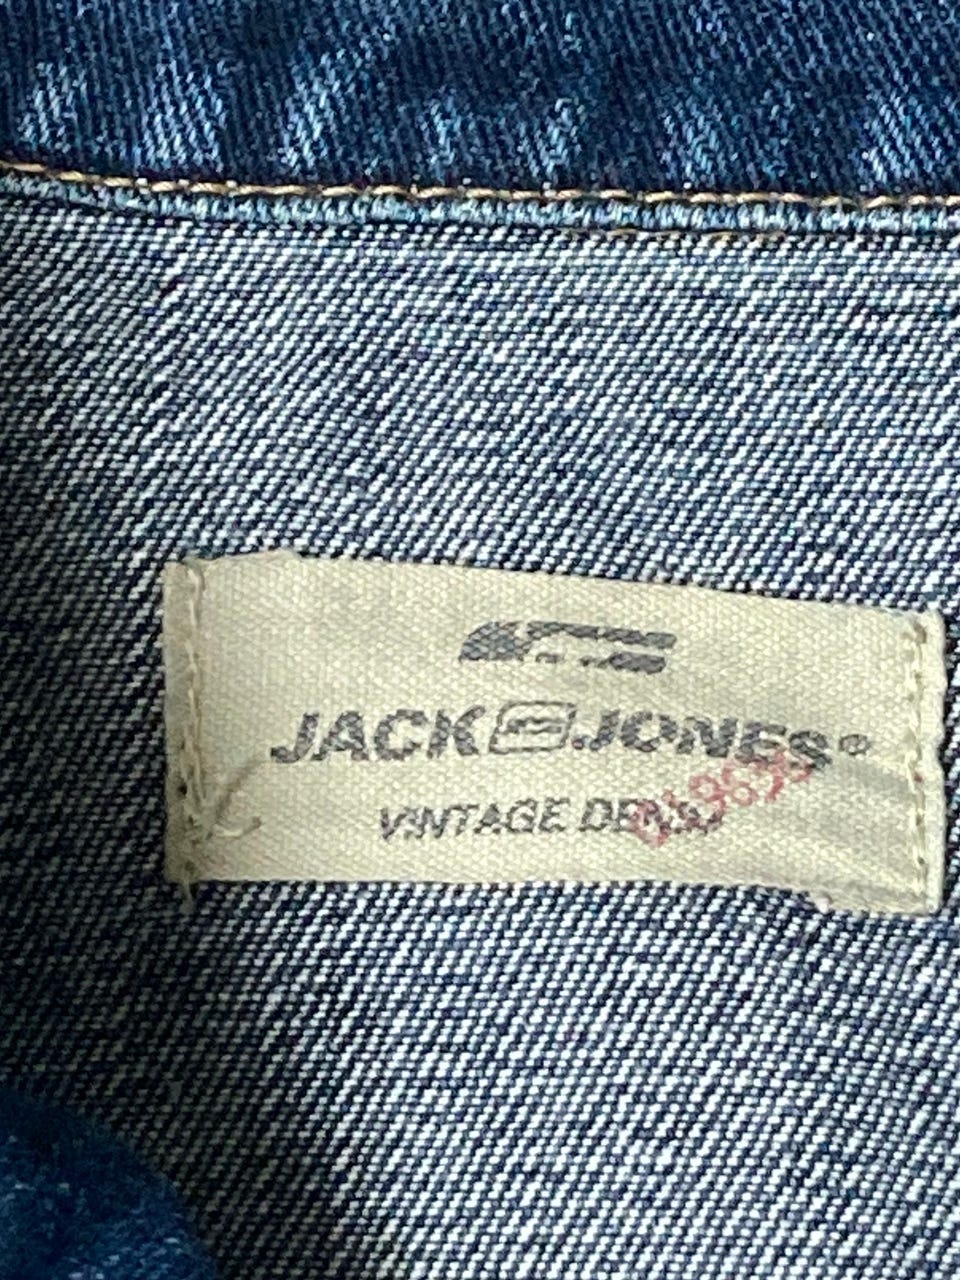 JACK & JONES®
VINTAGE DENIM